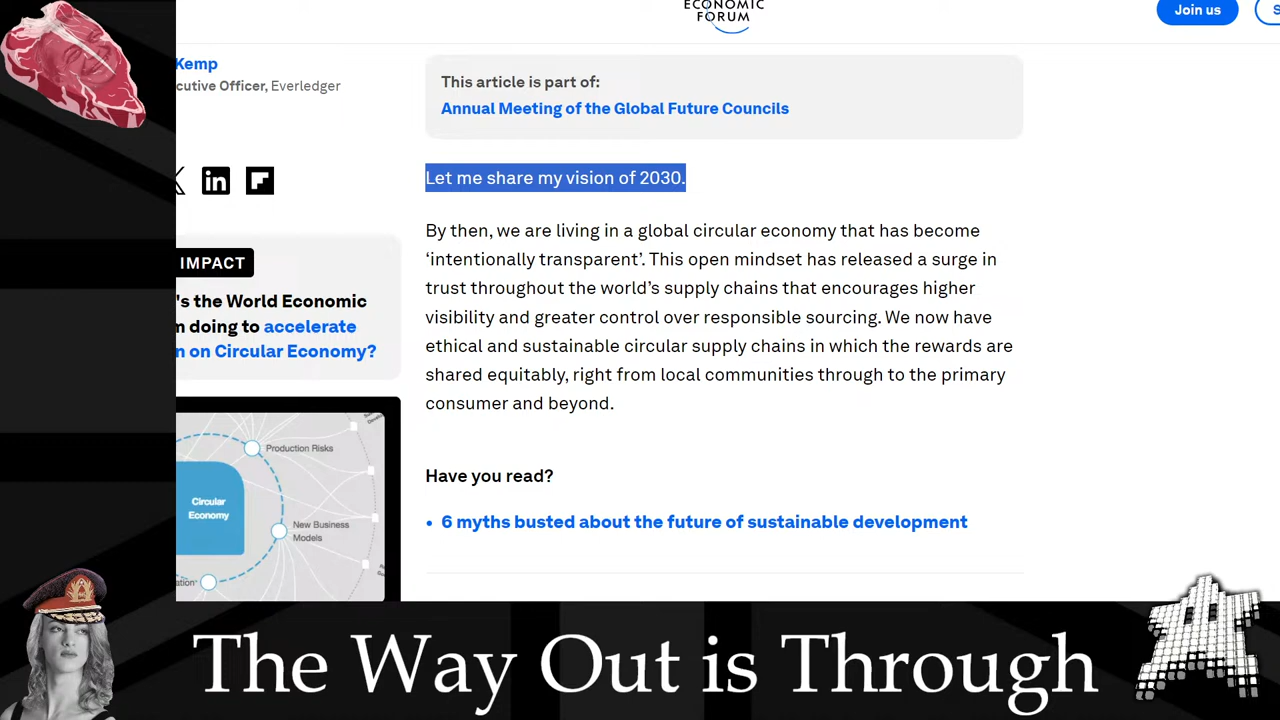 ECONOMIC
FORUM
Join us
Kemp
cutive Officer, Everledger
This article is part of:
Annual Meeting of the Global Future Councils
in
Let me share my vision of 2030.
By then, we are living in a global circular economy that has become
‘intentionally transparent’. This open mindset has released a surge in
trust throughout the world’s supply chains that encourages higher
visibility and greater control over responsible sourcing. We now have
ethical and sustainable circular supply chains in which the rewards are
shared equitably, right from local communities through to the primary
consumer and beyond.
IMPACT
's the World Economic
m doing to accelerate
n on Circular Economy?
Production Risks
Circular
Economy
New Business
Models
Have you read?
• 6 myths busted about the future of sustainable development
The Way Out is Through